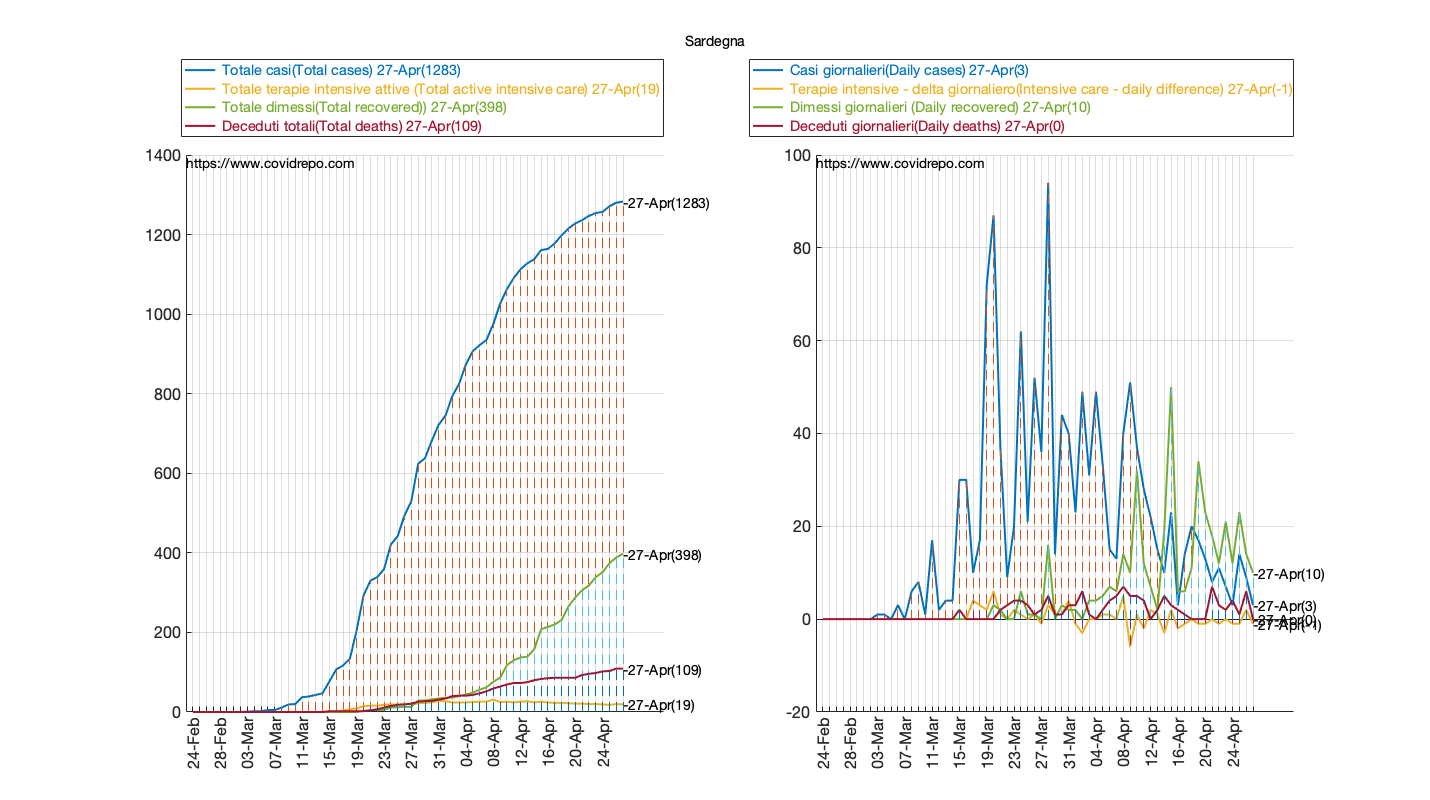 Sardegna
Totale casi(Total cases) 27-Apr(1283)
Totale terapie intensive attive (Total active intensive care) 27-Apr(19)
Totale dimessi(Total recovered)) 27-Apr(398)
Deceduti totali(Total deaths) 27-Apr(109)
https://www.covidrepo.com
1400
1200
1000
800
600
400
200
0
-27-Apr(1283)
-27-Apr(398)
-27-Apr(109)
-27-Apr(19)
24-Feb
28-Feb
03-Mar
07-Mar
11-Mar
15-Mar
19-Mar
23-Mar
27-Mar
31-Mar
04-Apr
08-Apr
12-Apr
16-Apr
20-Apr
24-Apr
Casi giornalieri(Daily cases) 27-Apr(3)
Terapie intensive - delta giornaliero(Intensive care - daily difference) 27-Apr(-1)
Dimessi giornalieri (Daily recovered) 27-Apr(10)
Deceduti giornalieri(Daily deaths) 27-Apr(0)
https://www.covidrepo.com
100
80
60
40
20
0
-20
-27-Apr(10)
-27-Apr(3)
-27-Apr(0)
-27-Apr(-1)
24-Feb
28-Feb
03-Mar
07-Mar
11-Mar
15-Mar
19-Mar
23-Mar
27-Mar
31-Mar
04-Apr
08-Apr
12-Apr
16-Apr
20-Apr
24-Apr